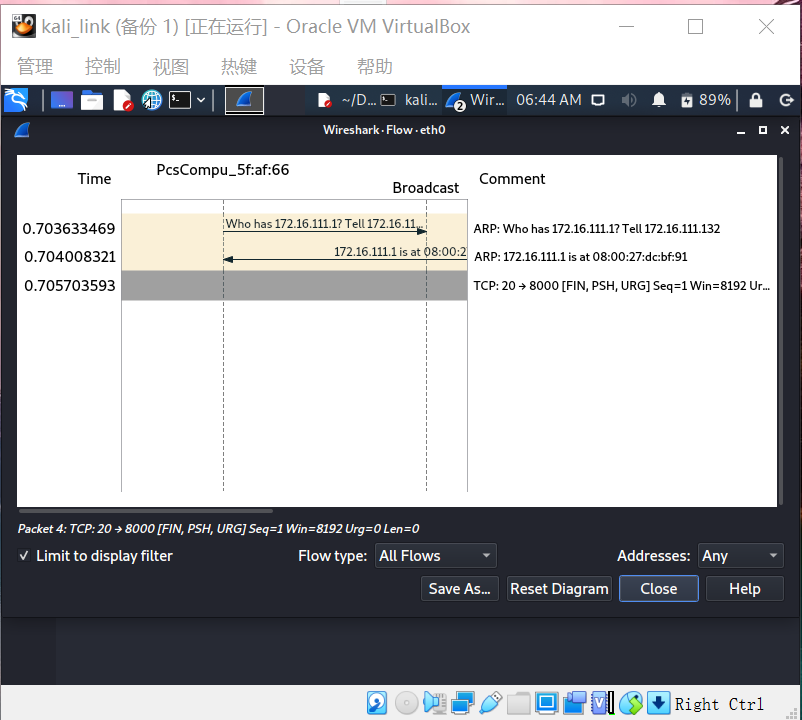 kali_link (备份 1) [正在运行] - Oracle VM VirtualBox
管理 控制 视图 热键 设备 帮助
~/D... kali... Wir... 06:44 AM 89%
2
Wireshark · Flow · eth0
Time PcsCompu_5f:af:66 Broadcast Comment
0.703633469 Who has 172.16.111.1? Tell 172.16.11... ARP: Who has 172.16.111.1? Tell 172.16.111.132
0.704008321 172.16.111.1 is at 08:00:27 ARP: 172.16.111.1 is at 08:00:27:dc:bf:91
0.705703593 TCP: 20 → 8000 [FIN, PSH, URG] Seq=1 Win=8192 Ur...
Packet 4: TCP: 20 → 8000 [FIN, PSH, URG] Seq=1 Win=8192 Urg=0 Len=0
Limit to display filter Flow type: All Flows Addresses: Any
Save As... Reset Diagram Close Help
Right Ctrl